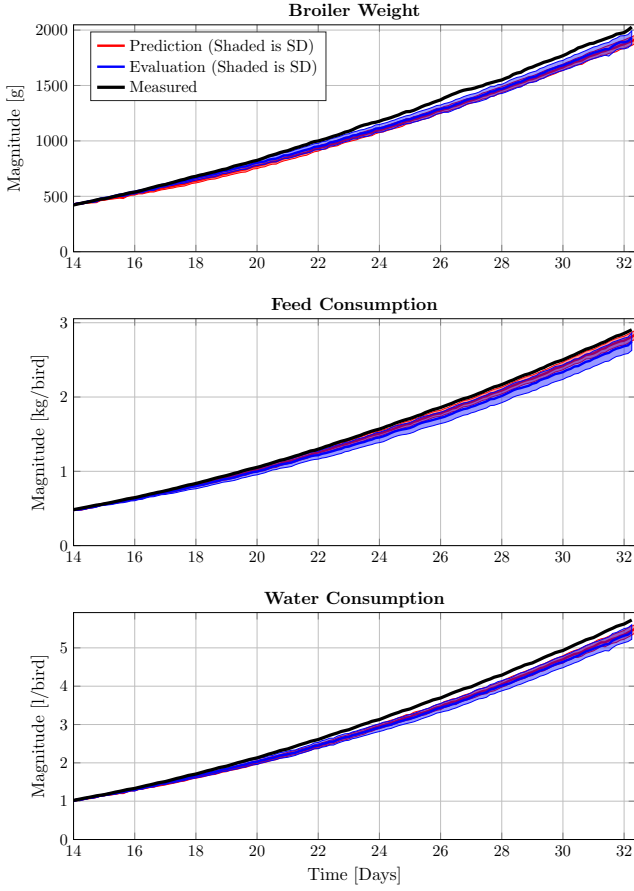 Broiler Weight
2000
1500
1000
500
0
Magnitude [g]
Prediction (Shaded is SD)
Evaluation (Shaded is SD)
Measured
14 16 18 20 22 24 26 28 30 32
Feed Consumption
3
2
1
0
Magnitude [kg/bird]
14 16 18 20 22 24 26 28 30 32
Water Consumption
5
4
3
2
1
0
Magnitude [l/bird]
14 16 18 20 22 24 26 28 30 32
Time [Days]